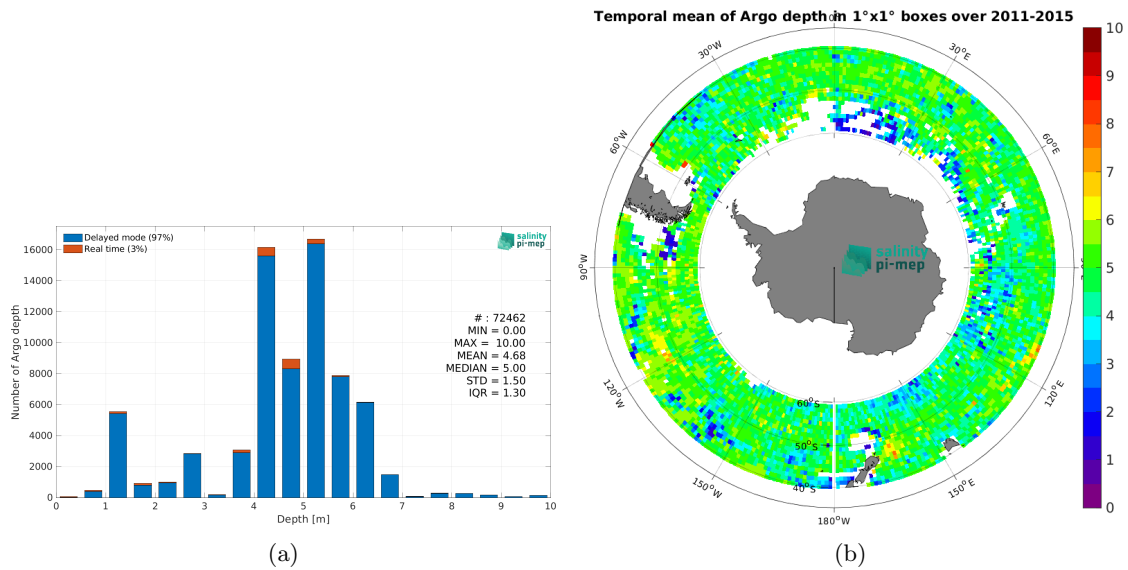 Delayed mode (97%)
Real time (3%)
salinity
pi-mep
# : 72462
MIN = 0.00
MAX = 10.00
MEAN = 4.68
MEDIAN = 5.00
STD = 1.50
IQR = 1.30
Number of Argo depth
16000
14000
12000
10000
8000
6000
4000
2000
0
0 1 2 3 4 5 6 7 8 9 10
Depth [m]
(a)
Temporal mean of Argo depth in 1°x1° boxes over 2011-2015
30°W
30°E
60°W
60°E
90°W
120°W
120°E
150°W
150°E
180°W
60°S
50°S
40°S
salinity
pi-mep
10
9
8
7
6
5
4
3
2
1
0
(b)